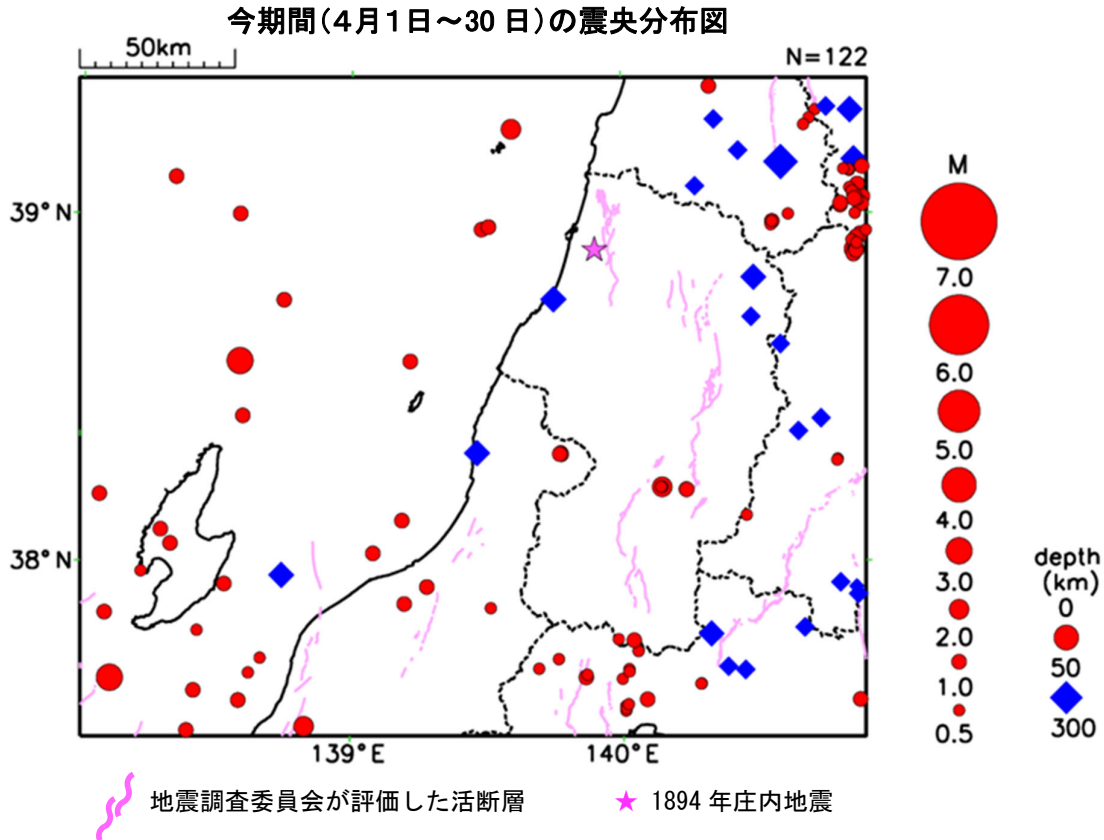 今期間(4月1日~30日)の震央分布図
50km
N=122
39°N
38°N
139°E
140°E
M
7.0
6.0
5.0
4.0
3.0
2.0
1.0
0.5
depth
(km)
0
50
300
地震調査委員会が評価した活断層
1894年庄内地震